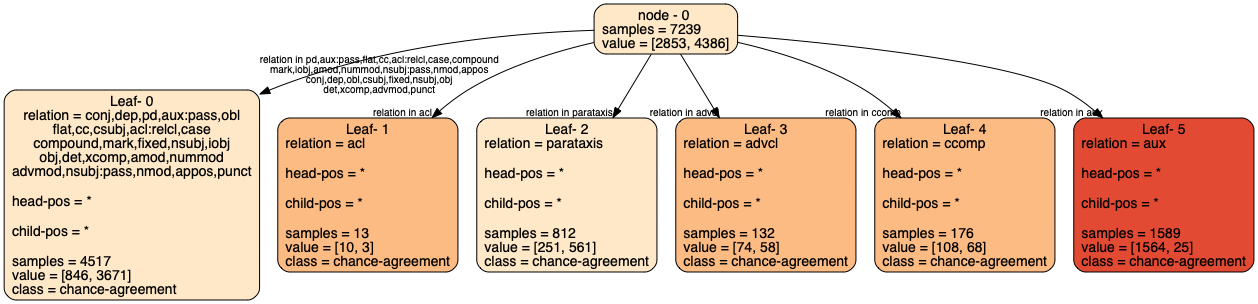 node - 0
samples = 7239
value = [2853, 4386]
relation in pd,aux:pass,flat,cc,acl:relcl,case,compound
mark,iobj,amod,nummod,nsubj:pass,nmod,appos
conj,dep,obl,csubj,fixed,nsubj,obj
det,xcomp,advmod,punct
relation in acl
relation in parataxis
relation in advcl
relation in ccomp
relation in aux
Leaf- 0
relation = conj,dep,pd,aux:pass,obl
flat,cc,csubj,acl:relcl,case
compound,mark,fixed,nsubj,iobj
obj,det,xcomp,amod,nummod
advmod,nsubj:pass,nmod,appos,punct
head-pos = *
child-pos = *
samples = 4517
value = [846, 3671]
class = chance-agreement
Leaf- 1
relation = acl
head-pos = *
child-pos = *
samples = 13
value = [10, 3]
class = chance-agreement
Leaf- 2
relation = parataxis
head-pos = *
child-pos = *
samples = 812
value = [251, 561]
class = chance-agreement
Leaf- 3
relation = advcl
head-pos = *
child-pos = *
samples = 132
value = [74, 58]
class = chance-agreement
Leaf- 4
relation = ccomp
head-pos = *
child-pos = *
samples = 176
value = [108, 68]
class = chance-agreement
Leaf- 5
relation = aux
head-pos = *
child-pos = *
samples = 1589
value = [1564, 25]
class = chance-agreement